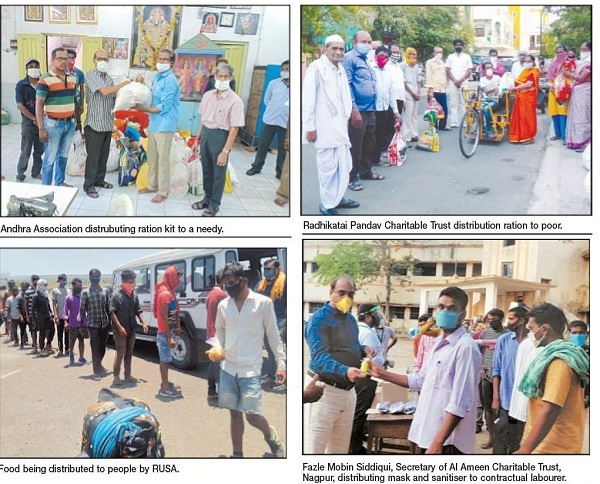 Andhra Association distrubuting ration kit to a needy.
Radhikatai Pandav Charitable Trust distribution ration to poor.
Food being distributed to people by RUSA.
Fazle Mobin Siddiqui, Secretary of Al Ameen Charitable Trust,
Nagpur, distributing mask and sanitiser to contractual labourer.